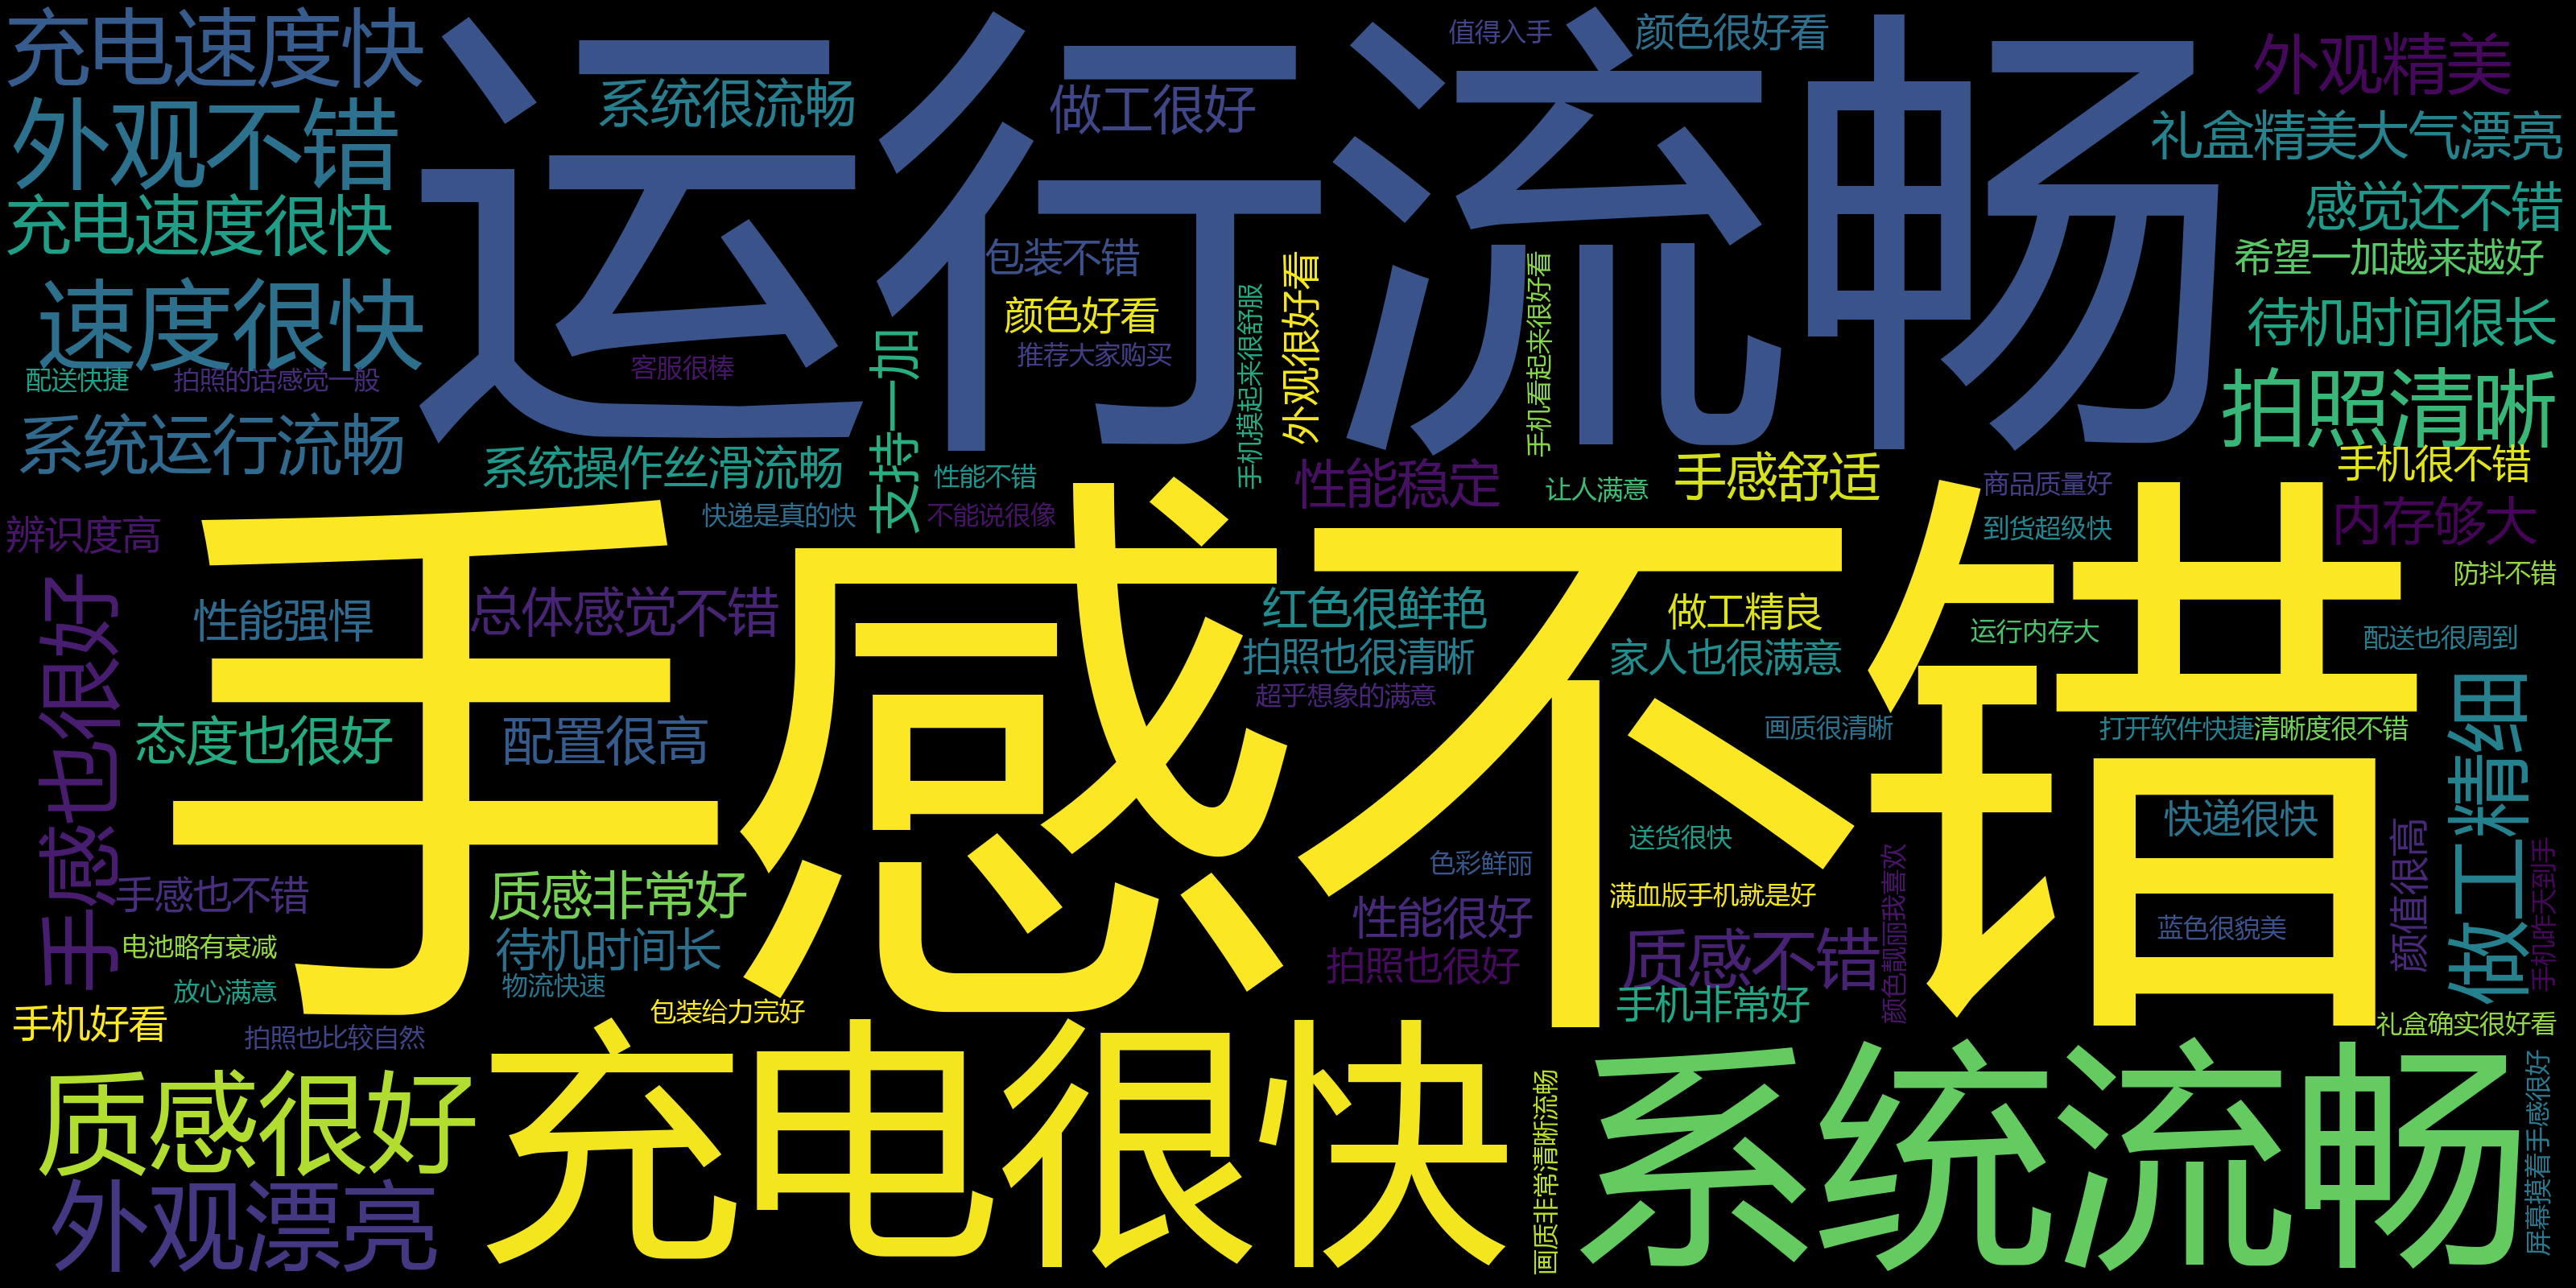 充电速度快
运行流畅
值得入手
颜色很好看
外观精美
系统很流畅
做工很好
外观不错
礼盒精美大气漂亮
充电速度很快
感觉还不错
包装不错
希望一加越来越好
速度很快
颜色好看
手机摸起来很舒服
外观很好看
手机看起来很好看
待机时间很长
推荐大家购买
支持一加
客服很棒
配送快捷
拍照的话感觉一般
拍照清晰
系统运行流畅
系统操作丝滑流畅
性能不错
性能稳定
手感舒适
手机很不错
让人满意
商品质量好
快递是真的快
不能说很像
内存够大
辨识度高
到货超级快
手感不错
防抖不错
手感也很好
性能强悍
总体感觉不错
红色很鲜艳
做工精良
运行内存大
配送也很周到
拍照也很清晰
家人也很满意
超乎想象的满意
做工精细
态度也很好
配置很高
画质很清晰
打开软件快捷
清晰度很不错
快递很快
送货很快
颜值很高
手机昨天到手
色彩鲜丽
颜色靓丽我喜欢
手感也不错
质感非常好
满血版手机就是好
性能很好
蓝色很貌美
电池略有衰减
待机时间长
质感不错
拍照也很好
放心满意
物流快速
手机非常好
手机好看
包装给力完好
礼盒确实很好看
拍照也比较自然
充电很快
系统流畅
屏幕摸着手感很好
质感很好
画质非常清晰流畅
外观漂亮